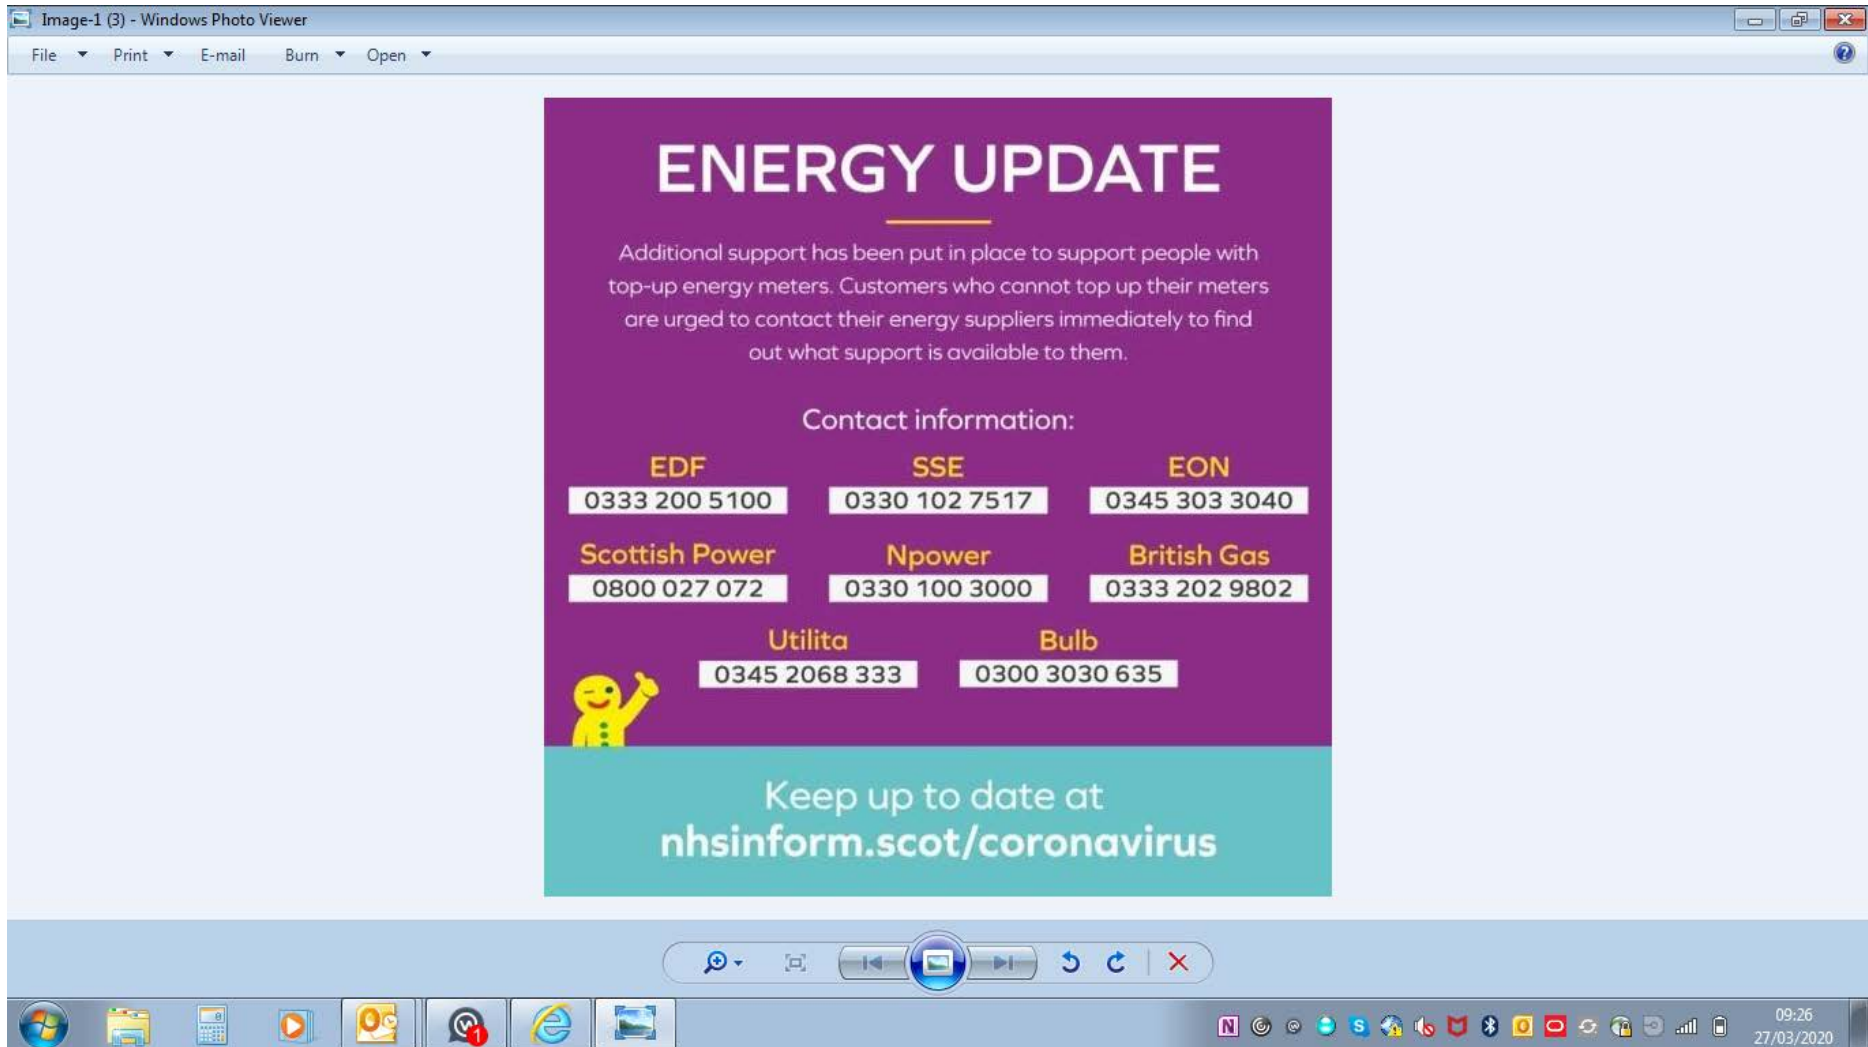 Image-1 (3) - Windows Photo Viewer
File Print E-mail Burn Open
ENERGY UPDATE
Additional support has been put in place to support people with
top-up energy meters. Customers who cannot top up their meters
are urged to contact their energy suppliers immediately to find
out what support is available to them.
Contact information:
EDF SSE EON
0333 200 5100 0330 102 7517 0345 303 3040
Scottish Power Npower British Gas
0800 027 072 0330 100 3000 0333 202 9802
Utilita Bulb
0345 2068 333 0300 3030 635
Keep up to date at
nhsinform.scot/coronavirus
09:26
27/03/2020